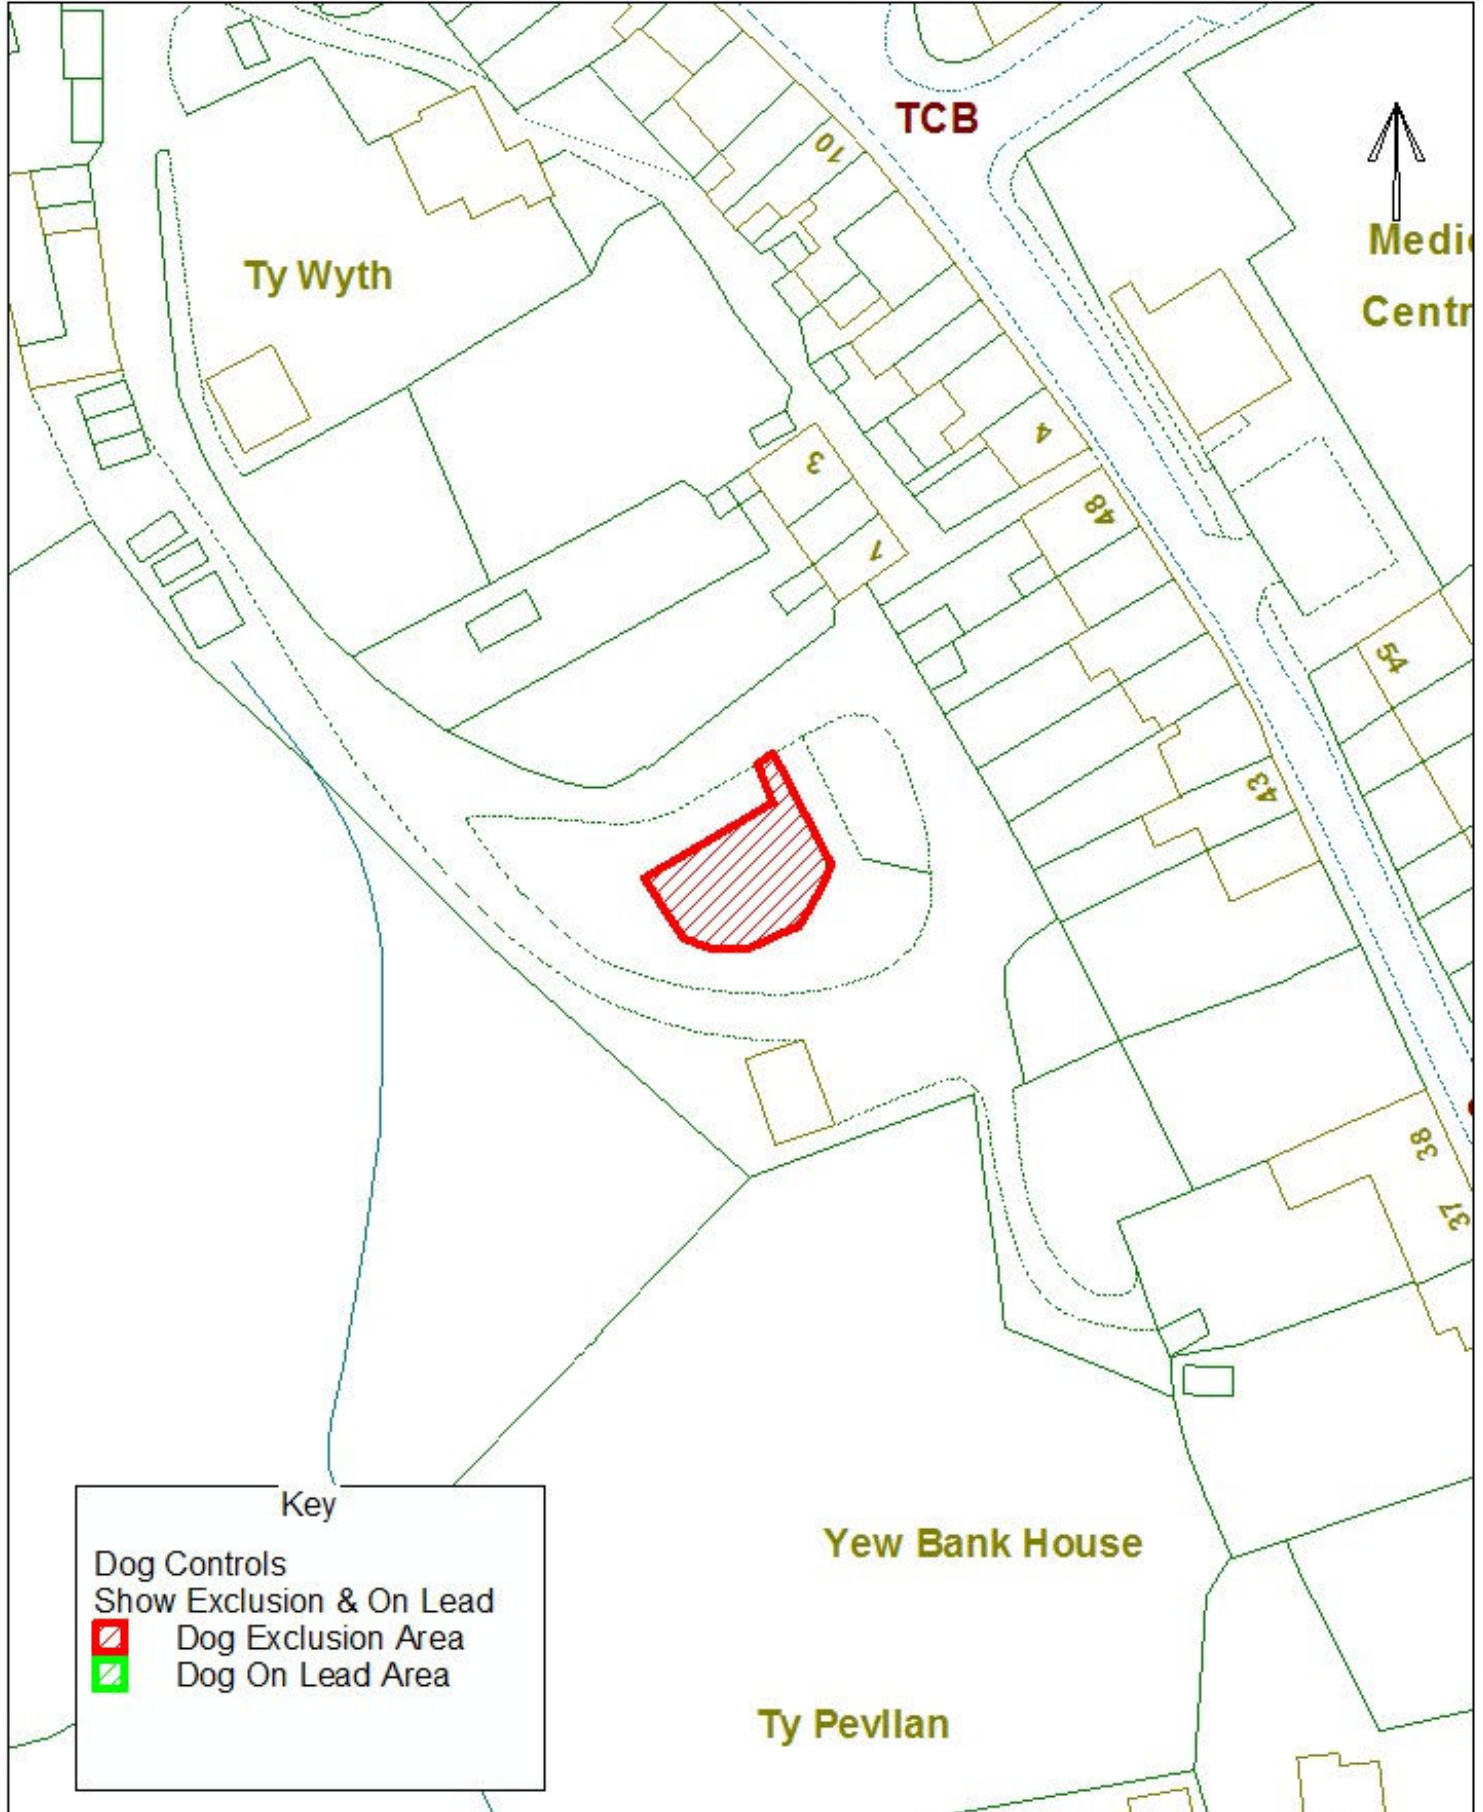 TCB
10
Medi
Centr
Ty Wyth
3
4
1
48
54
43
38
37
Yew Bank House
Ty Pevllan
Key
Dog Controls
Show Exclusion & On Lead
Dog Exclusion Area
Dog On Lead Area